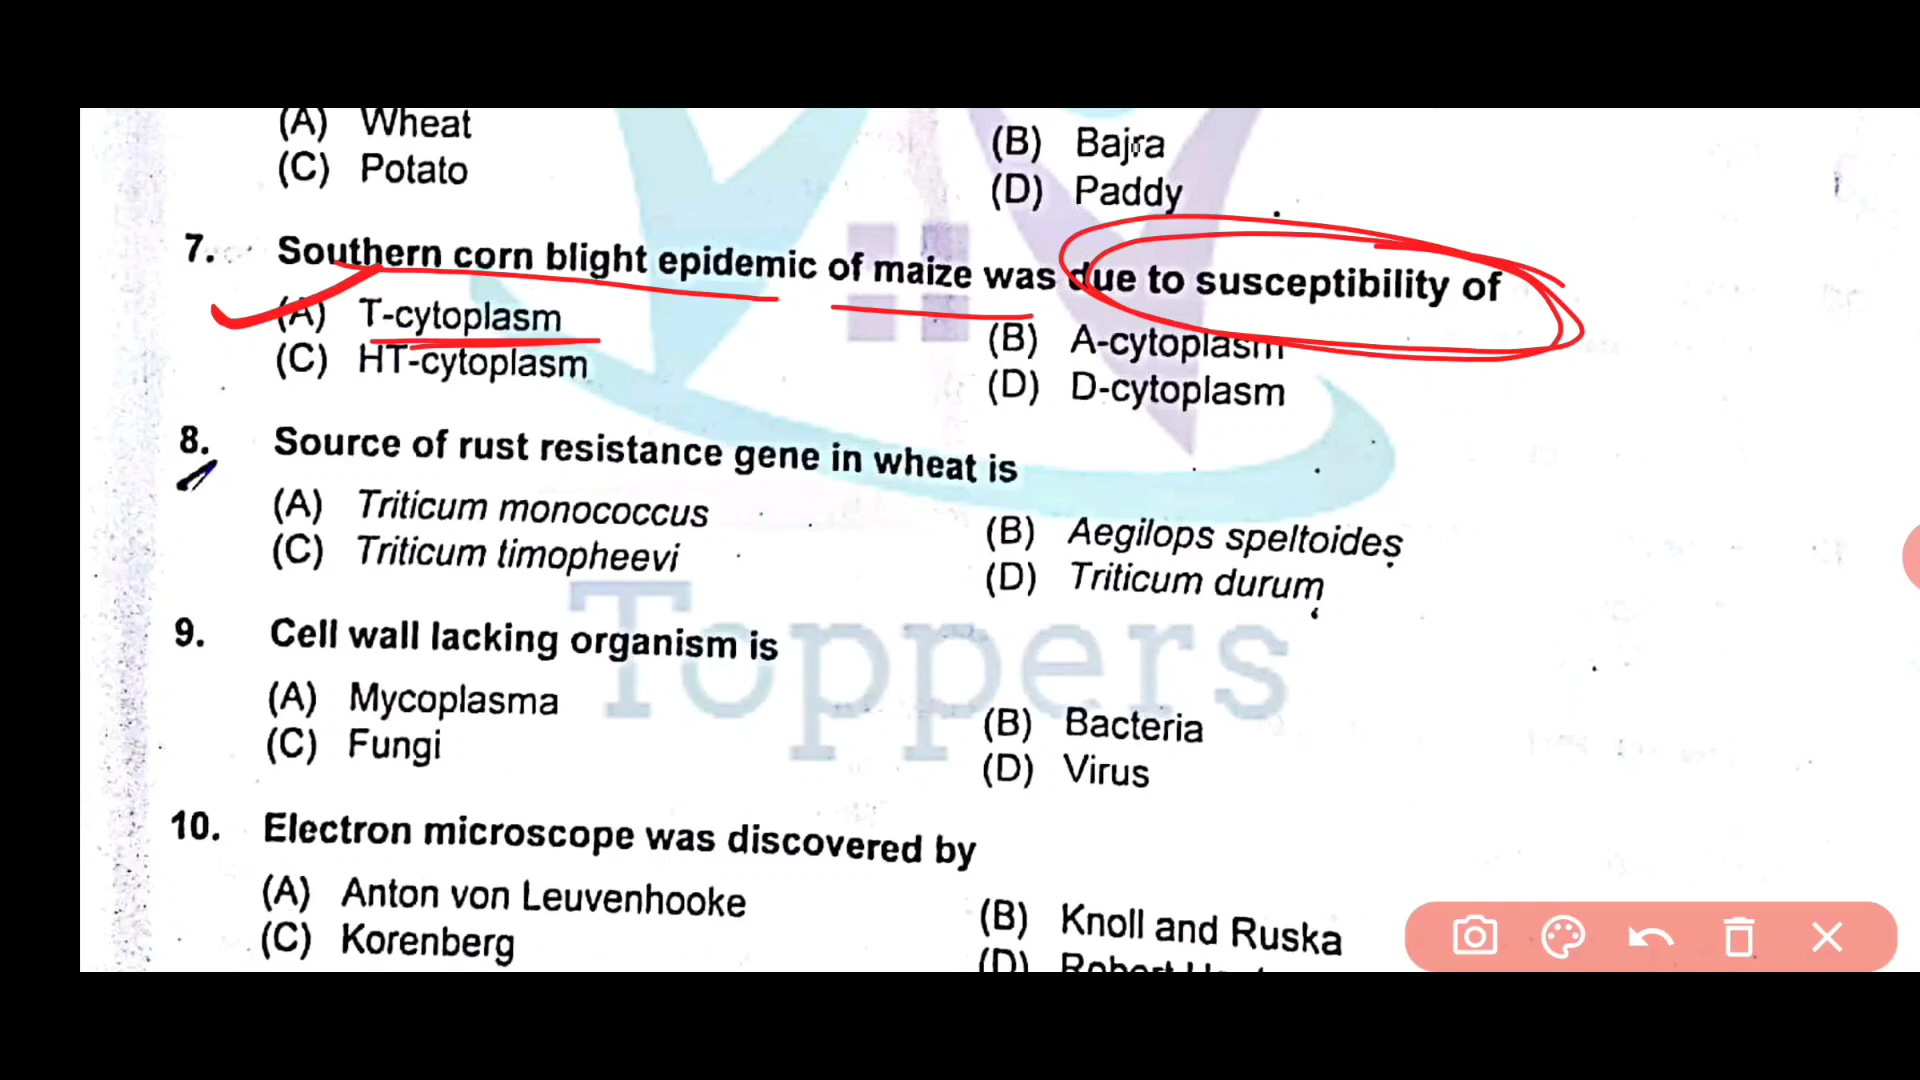 (A) Wheat
(B) Bajra
(C) Potato
(D) Paddy
7. Southern corn blight epidemic of maize was due to susceptibility of
(A) T-cytoplasm
(B) A-cytoplasm
(C) HT-cytoplasm
(D) D-cytoplasm
8. Source of rust resistance gene in wheat is
(A) Triticum monococcus
(B) Aegilops speltoides
(C) Triticum timopheevi
(D) Triticum durum
9. Cell wall lacking organism is
(A) Mycoplasma
(B) Bacteria
(C) Fungi
(D) Virus
Toppers
10. Electron microscope was discovered by
(A) Anton von Leuvenhooke
(B) Knoll and Ruska
(C) Korenberg
(D) Robert